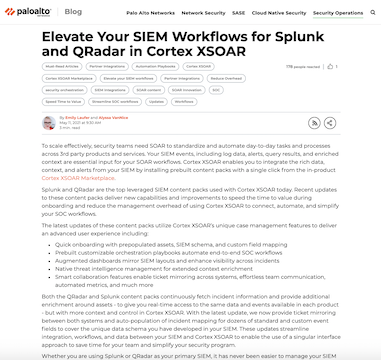 paloalto
NETWORKS
Blog
Palo Alto Networks
Network Security
SASE
Cloud Native Security
Security Operations
Elevate Your SIEM Workflows for Splunk
and QRadar in Cortex XSOAR
Must-Read Articles
Partner Integrations
Automation Playbooks
Cortex XSOAR
Cortex XSOAR Marketplace
Elevate your SIEM workflows
Partner Integrations
Reduce Overhead
security orchestration
SIEM integrations
SOAR content
SOAR Innovation
SOC
Speed Time to Value
Streamline SOC workflows
Updates
Workflows
178 people reacted
1
By Emily Laufer and Alyssa VanNice
May 11, 2021 at 9:30 AM
3 min. read
To scale effectively, security teams need SOAR to standardize and automate day-to-day tasks and processes
across 3rd party products and services. Your SIEM events, including log data, alerts, query results, and enriched
context are essential input for your SOAR workflows. Cortex XSOAR enables you to integrate the rich data,
context, and alerts from your SIEM by installing prebuilt content packs with a single click from the in-product
Cortex XSOAR Marketplace.
Splunk and QRadar are the top leveraged SIEM content packs used with Cortex XSOAR today. Recent updates
to these content packs deliver new capabilities and improvements to speed the time to value during
onboarding and reduce the management overhead of using Cortex XSOAR to connect, automate, and simplify
your SOC workflows.
The latest updates of these content packs utilize Cortex XSOAR's unique case management features to deliver
an advanced user experience including:
• Quick onboarding with prepopulated assets, SIEM schema, and custom field mapping
• Prebuilt customizable orchestration playbooks automate end-to-end SOC workflows
• Augmented dashboards mirror SIEM layouts and enhance visibility across incidents
• Native threat intelligence management for extended context enrichment
• Smart collaboration features enable ticket mirroring across systems, effortless team communication,
automated metrics, and much more
Both the QRadar and Splunk content packs continuously fetch incident information and provide additional
enrichment around assets - to give you real-time access to the same data and events available in each product
- but with more context and control in Cortex XSOAR. With the latest update, we now provide ticket mirroring
between both systems and auto-population of incident mapping for dozens of standard and custom event
fields to cover the unique data schema you have developed in your SIEM. These updates streamline
integration, workflows, and data between your SIEM and Cortex XSOAR to enable the use of a singular interface
approach to save time for your team and simplify your security program.
Whether you are using Splunk or QRadar as your primary SIEM, it has never been easier to manage your SIEM